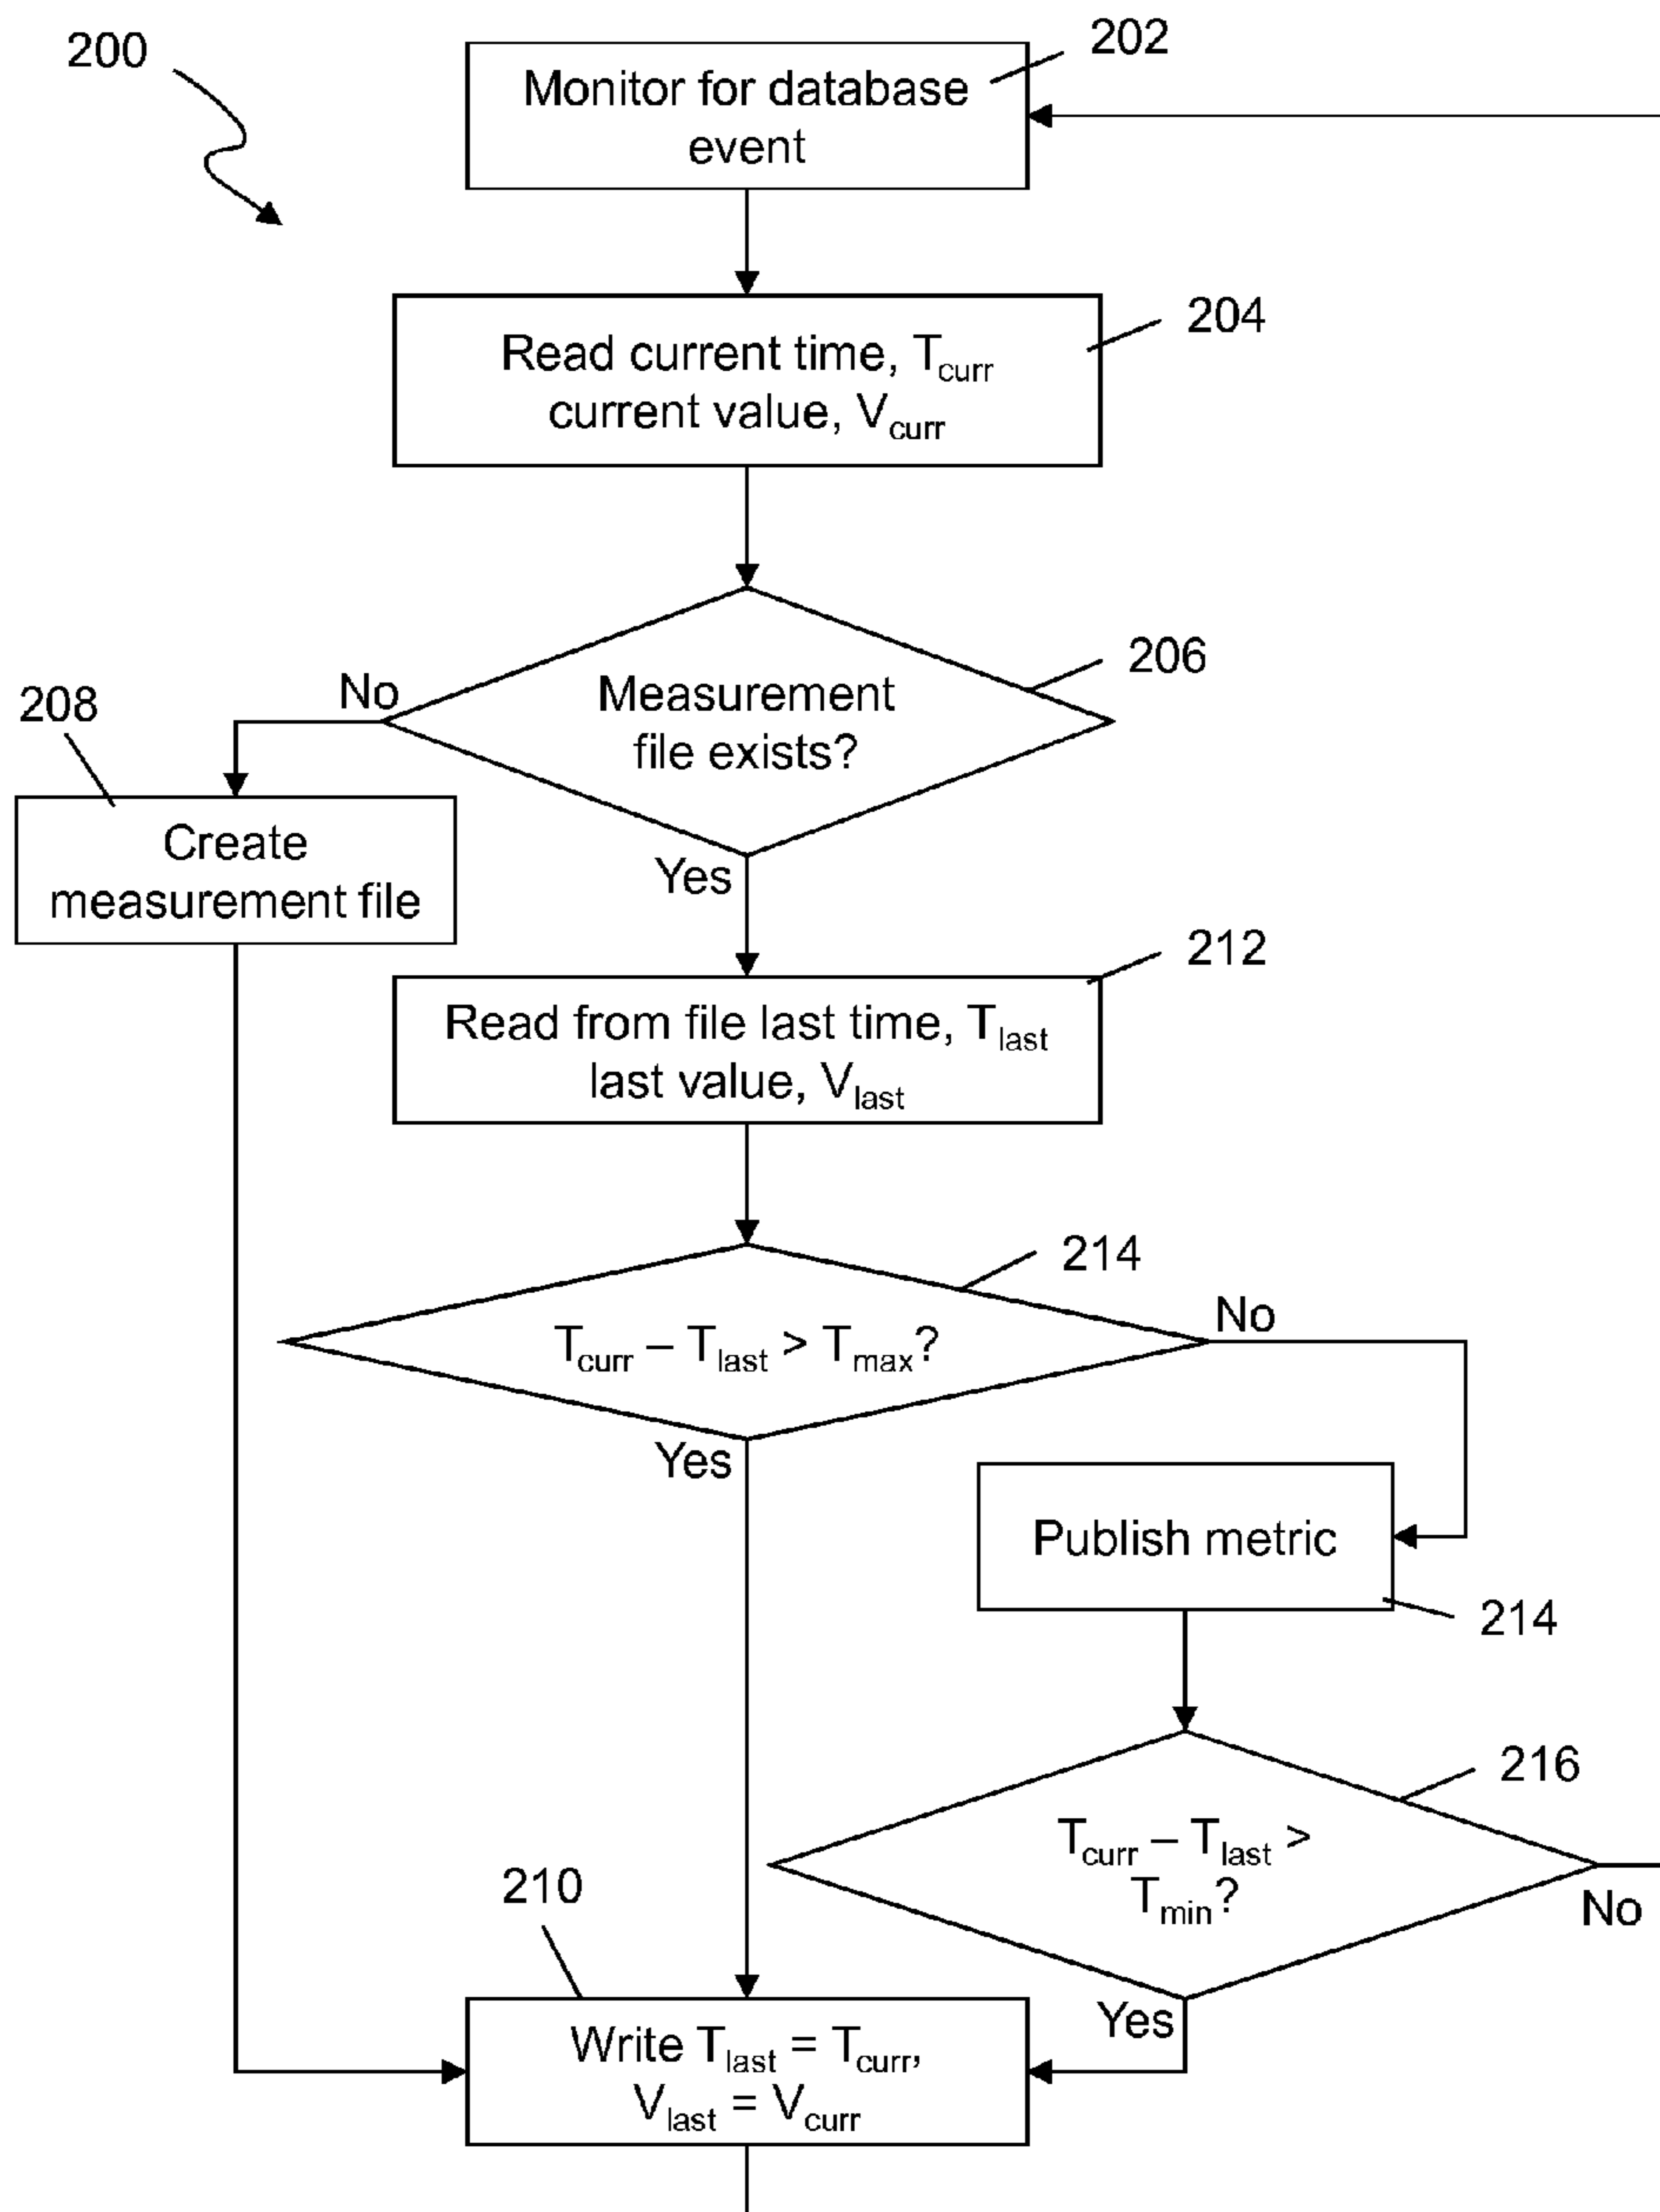 200
202
Monitor for database
event
204
Read current time, Tcurr
current value, Vcurr
206
Measurement
file exists?
No
208
Create
measurement file
Yes
212
Read from file last time, Tlast
last value, Vlast
214
Tcurr – Tlast > Tmax?
No
Yes
Publish metric
214
216
Tcurr – Tlast >
Tmin?
No
210
Yes
Write Tlast = Tcurr,
Vlast = Vcurr